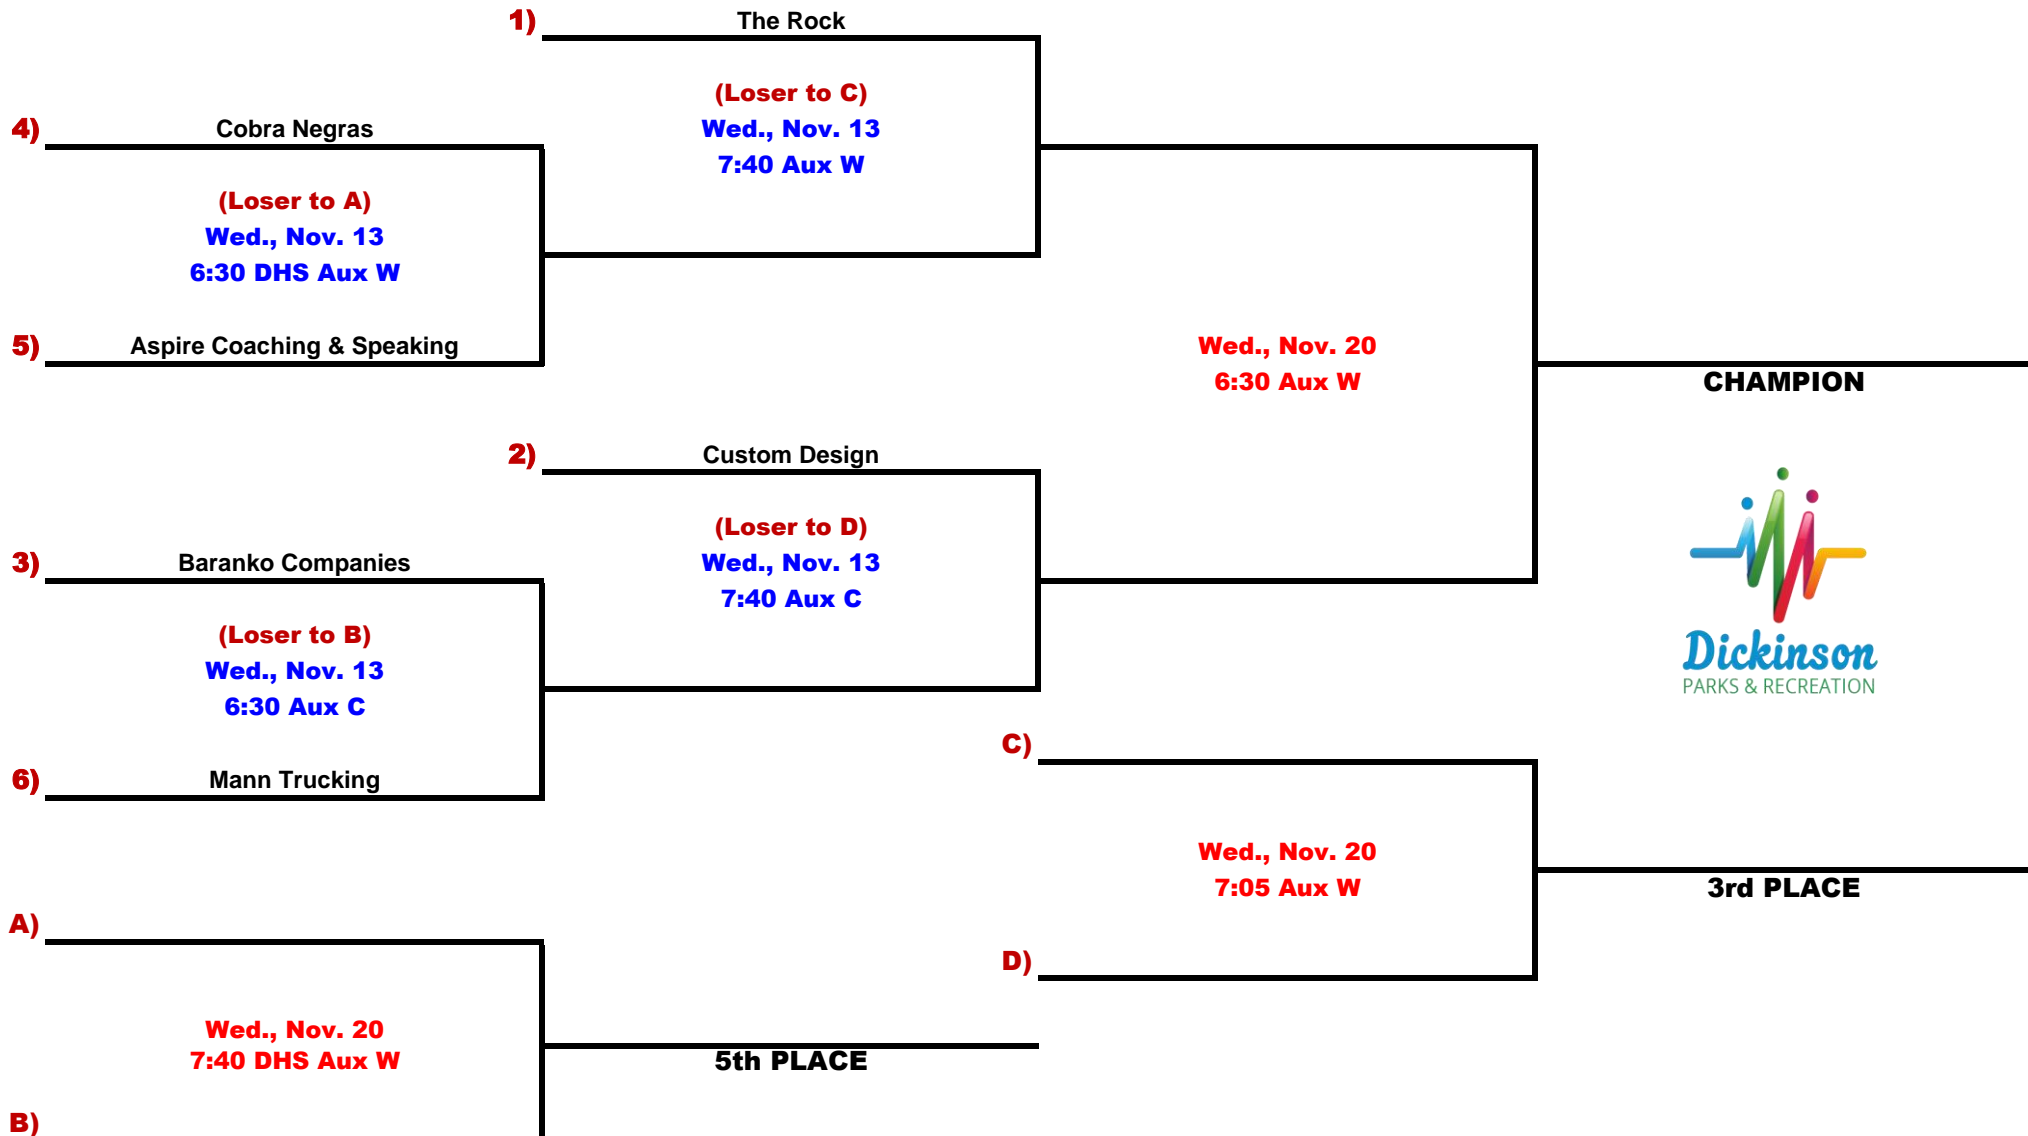 1)
The Rock
(Loser to C)
Wed., Nov. 13
7:40 Aux W
4)
Cobra Negras
(Loser to A)
Wed., Nov. 13
6:30 DHS Aux W
5)
Aspire Coaching & Speaking
Wed., Nov. 20
6:30 Aux W
CHAMPION
2)
Custom Design
(Loser to D)
Wed., Nov. 13
7:40 Aux C
3)
Baranko Companies
(Loser to B)
Wed., Nov. 13
6:30 Aux C
6)
Mann Trucking
Dickinson
PARKS & RECREATION
C)
Wed., Nov. 20
7:05 Aux W
3rd PLACE
D)
A)
Wed., Nov. 20
7:40 DHS Aux W
5th PLACE
B)